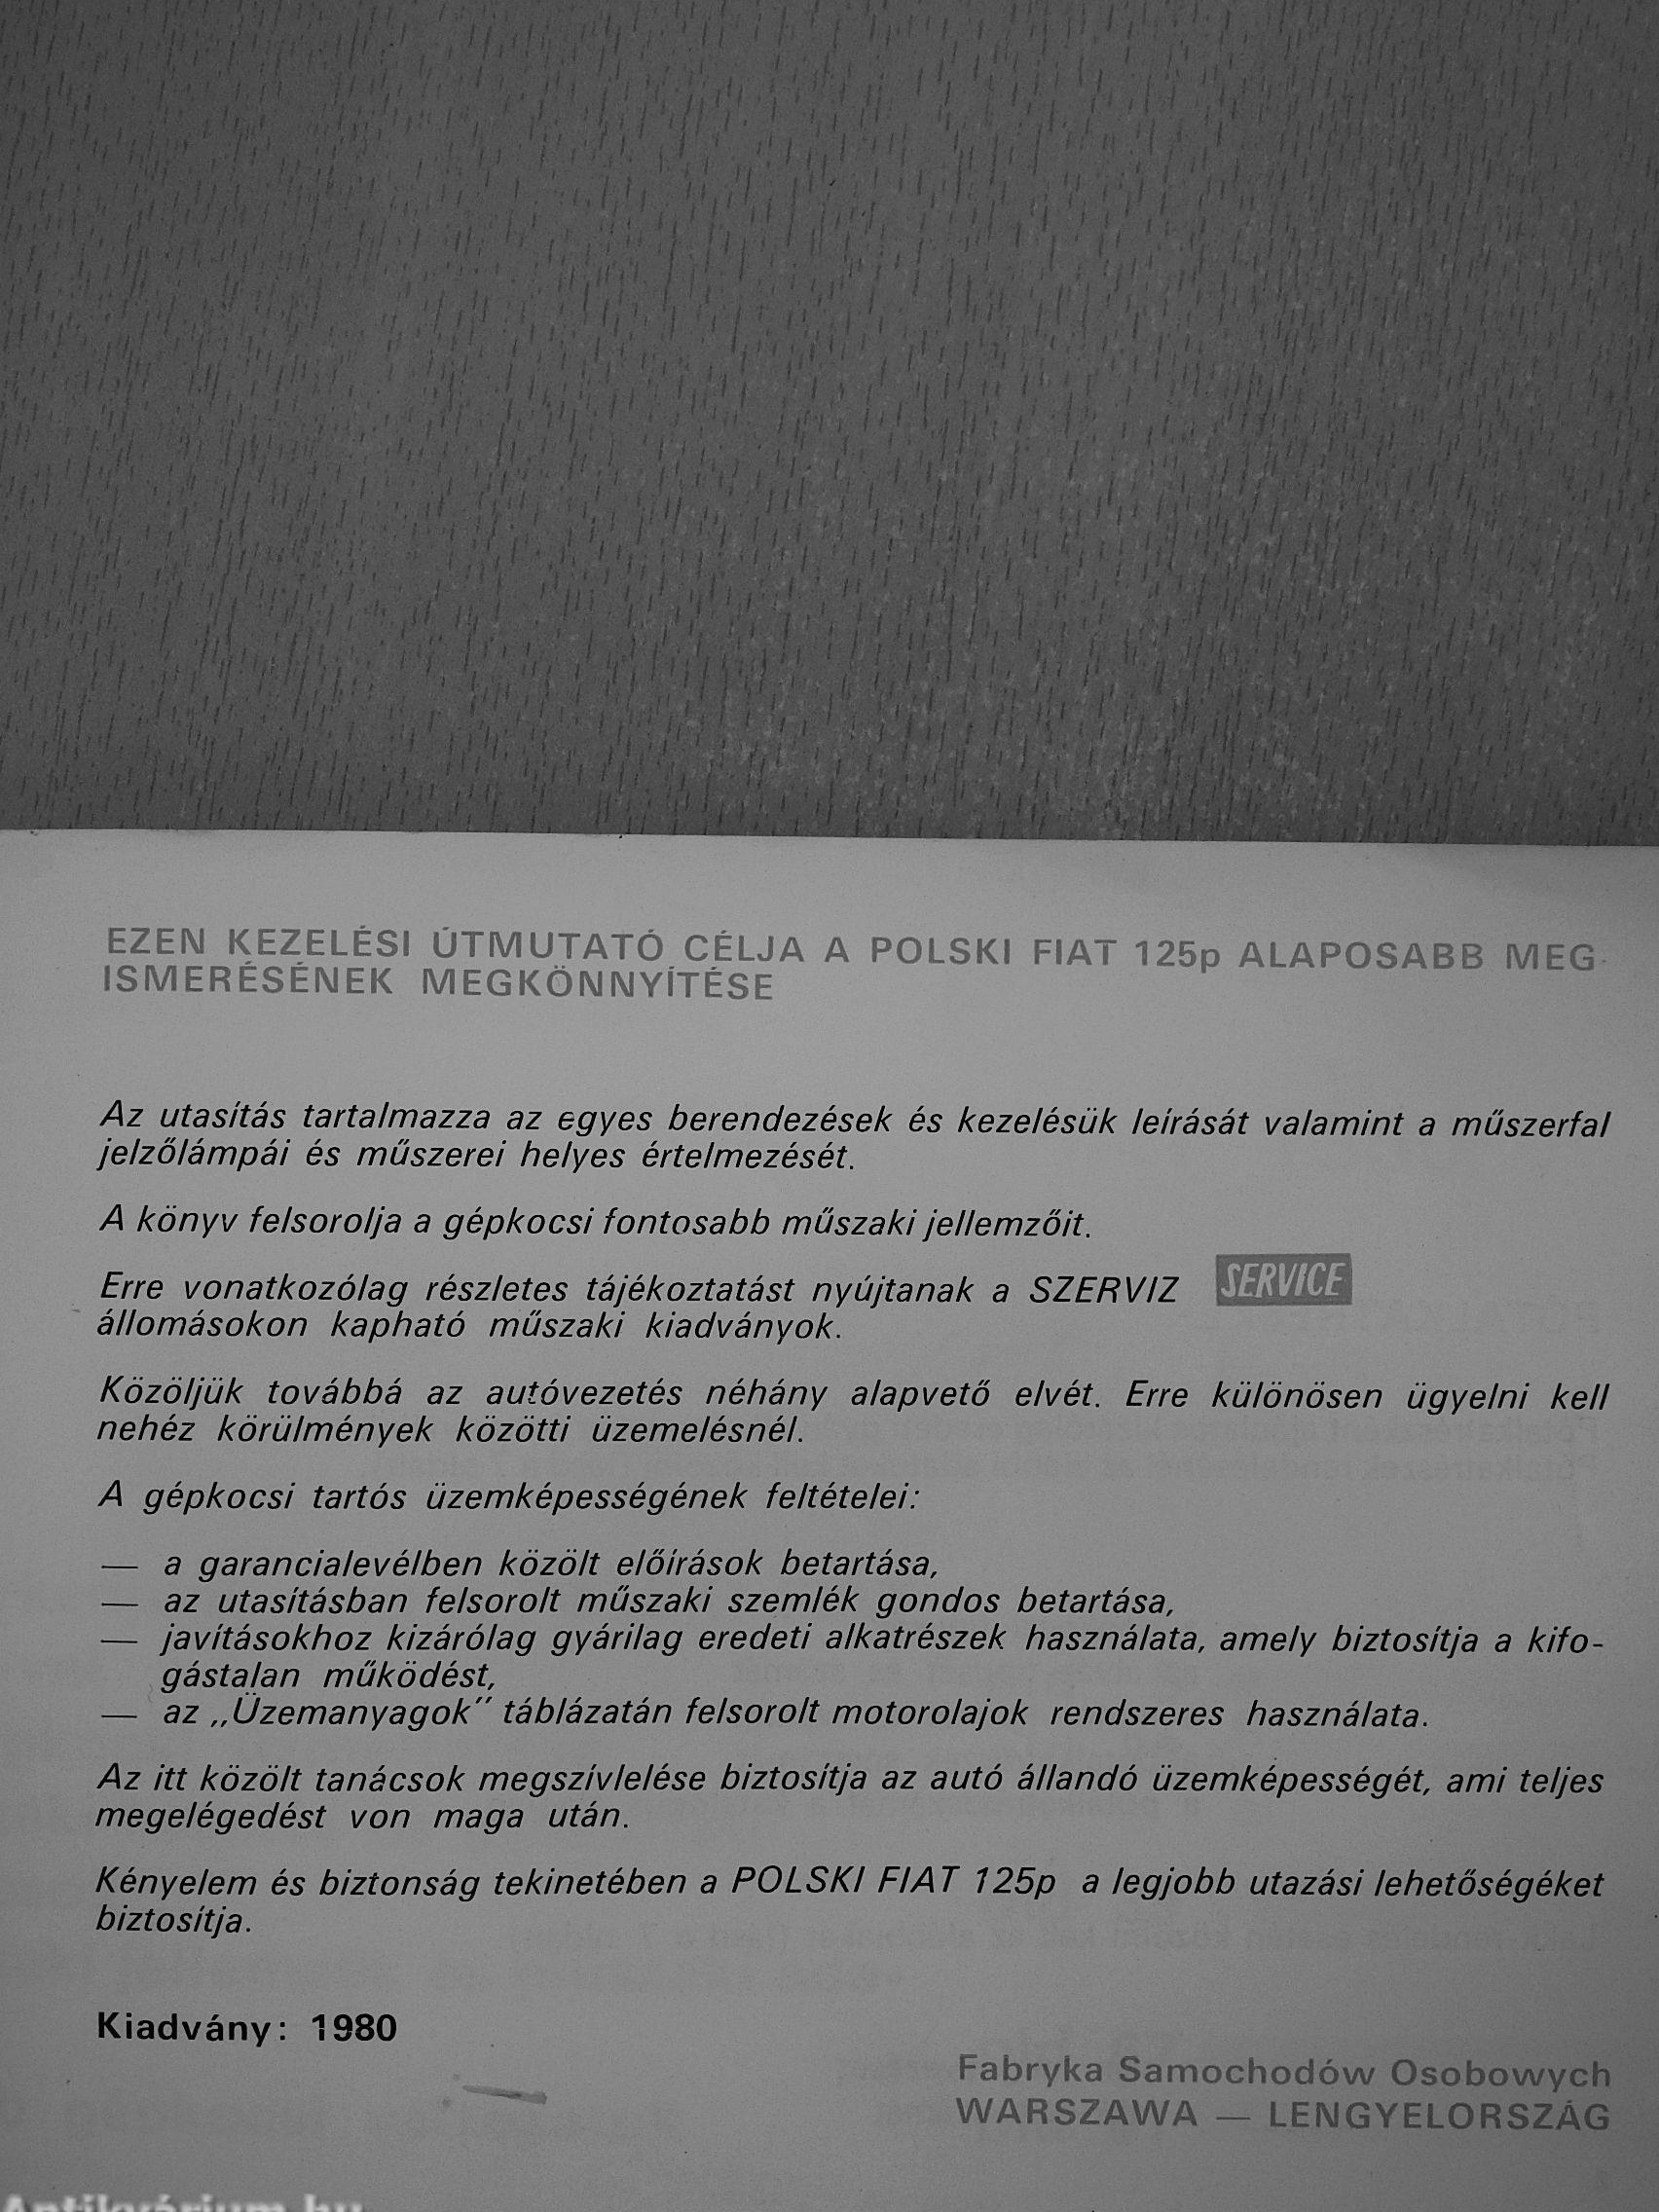 EZEN KEZELÉSI ÚTMUTATÓ CÉLJA A POLSKI FIAT 125p ALAPOSABB MEG-
ISMERÉSÉNEK MEGKÖNNYÍTÉSE
Az utasítás tartalmazza az egyes berendezések és kezelésük leírását valamint a műszerfal
jelzőlámpái és műszerei helyes értelmezését.
A könyv felsorolja a gépkocsi fontosabb műszaki jellemzőit.
Erre vonatkozólag részletes tájékoztatást nyújtanak a SZERVIZ SERVICE
állomásokon kapható műszaki kiadványok.
Közöljük továbbá az autóvezetés néhány alapvető elvét. Erre különösen ügyelni kell
nehéz körülmények közötti üzemelésnél.
A gépkocsi tartós üzemképességének feltételei:
— a garancialevélben közölt előírások betartása,
— az utasításban felsorolt műszaki szemlék gondos betartása,
— javításokhoz kizárólag gyárilag eredeti alkatrészek használata, amely biztosítja a kifo-
gástalan működést,
— az „Üzemanyagok” táblázatán felsorolt motorolajok rendszeres használata.
Az itt közölt tanácsok megszívlelése biztosítja az autó állandó üzemképességét, ami teljes
megelégedést von maga után.
Kényelem és biztonság tekinetében a POLSKI FIAT 125p a legjobb utazási lehetőségéket
biztosítja.
Kiadvány: 1980
Fabryka Samochodów Osobowych
WARSZAWA — LENGYELORSZÁG
Antikvárium.hu